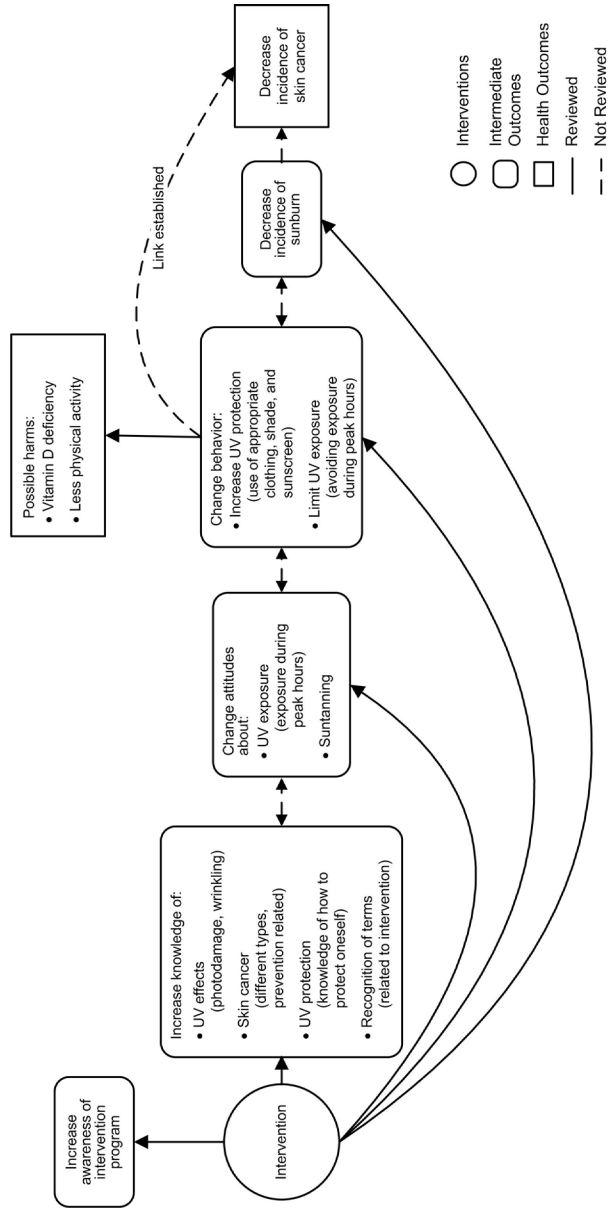 Increase
awareness of
intervention
program
Intervention
Increase knowledge of:
• UV effects
(photodamage, wrinkling)
• Skin cancer
(different types,
prevention related)
• UV protection
(knowledge of how to
protect oneself)
• Recognition of terms
(related to intervention)
Change attitudes
about:
• UV exposure
(exposure during
peak hours)
• Suntanning
Possible harms:
• Vitamin D deficiency
• Less physical activity
Change behavior:
• Increase UV protection
(use of appropriate
clothing, shade, and
sunscreen)
• Limit UV exposure
(avoiding exposure
during peak hours)
Link established
Decrease
incidence of
sunburn
Decrease
incidence of
skin cancer
Interventions
Intermediate
Outcomes
Health Outcomes
Reviewed
Not Reviewed